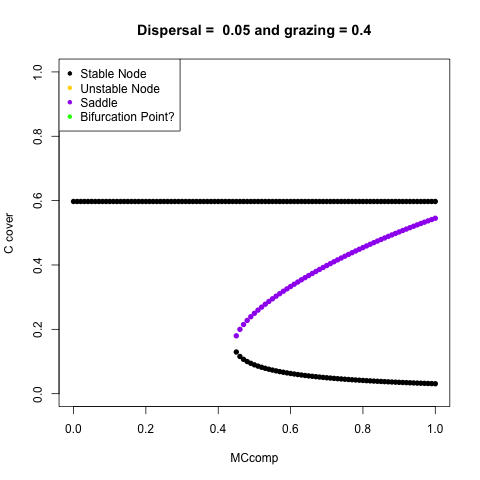 Dispersal =  0.05 and grazing = 0.4
Stable Node
Unstable Node
Saddle
Bifurcation Point?
C cover
1.0
0.8
0.6
0.4
0.2
0.0
0.0 0.2 0.4 0.6 0.8 1.0
MCcomp